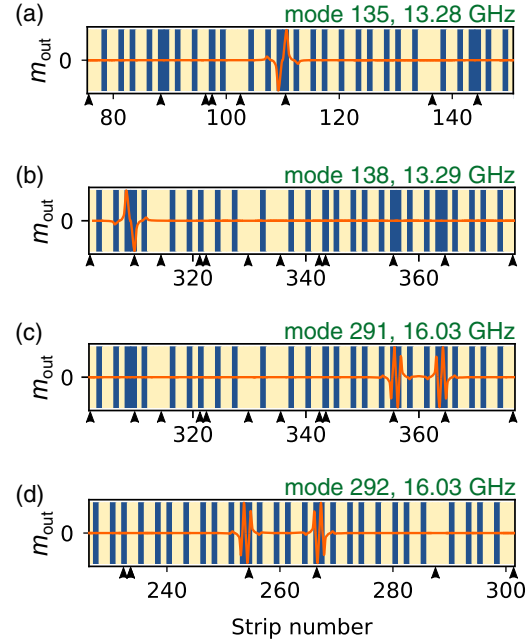 (a)
mode 135, 13.28 GHz
m_out
0
80 100 120 140
(b)
mode 138, 13.29 GHz
m_out
0
320 340 360
(c)
mode 291, 16.03 GHz
m_out
0
320 340 360
(d)
mode 292, 16.03 GHz
m_out
0
240 260 280 300
Strip number